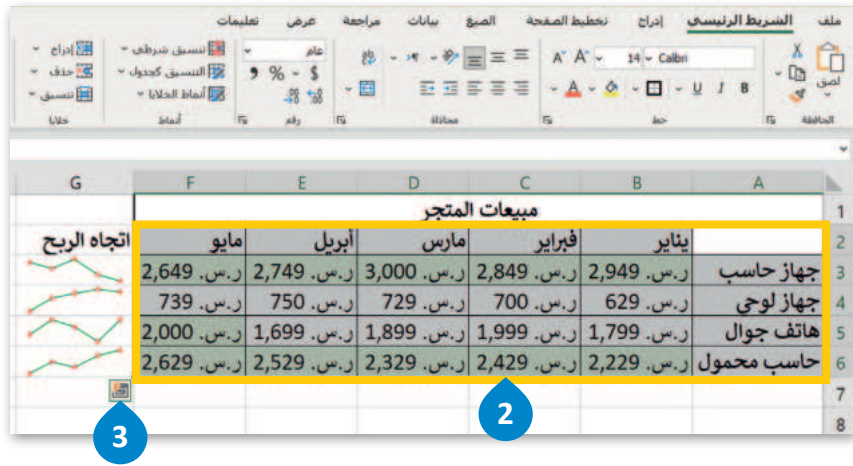 ملف الشريط الرئيسي إدراج تخطيط الصفحة الصيغ بيانات مراجعة عرض تعليمات
لصق Calibri 14 A A عام تنسيق شرطي إدراج
B I U A $ % التنسيق كجدول حذف
أنماط الخلايا تنسيق
الحافظة خط محاذاة رقم أنماط خلايا
A B C D E F G
1 مبيعات المتجر
2 يناير فبراير مارس أبريل مايو اتجاه الربح
3 جهاز حاسب ر.س. 2,949 ر.س. 2,849 ر.س. 3,000 ر.س. 2,749 ر.س. 2,649
4 جهاز لوحي ر.س. 629 ر.س. 700 ر.س. 729 ر.س. 750 ر.س. 739
5 هاتف جوال ر.س. 1,799 ر.س. 1,999 ر.س. 1,899 ر.س. 1,699 ر.س. 2,000
6 حاسب محمول ر.س. 2,229 ر.س. 2,429 ر.س. 2,329 ر.س. 2,529 ر.س. 2,629
7
8
2
3